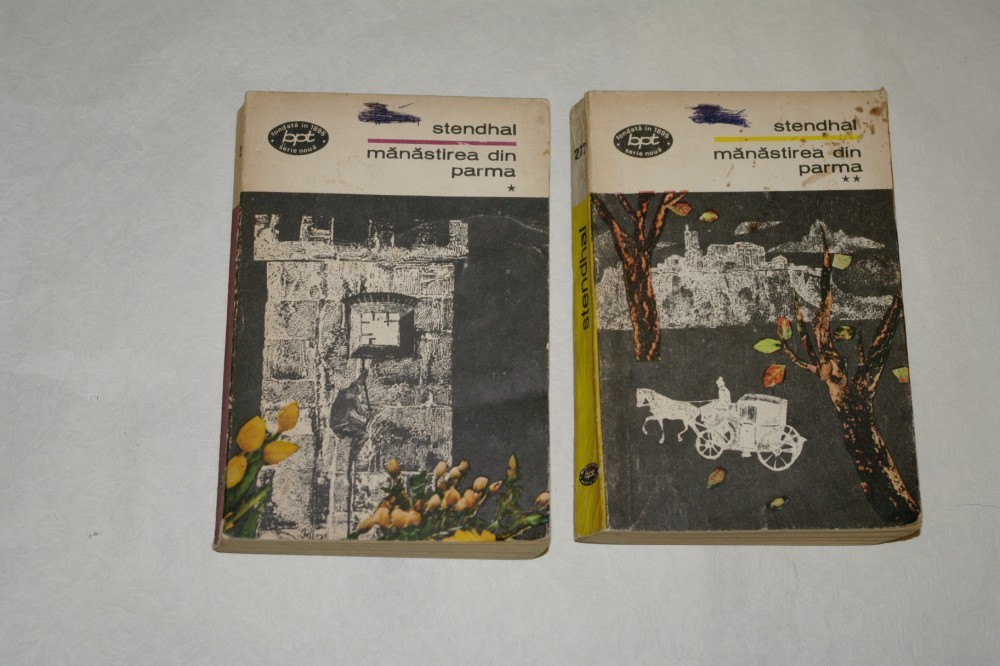 fondată în 1895
bpt
serie nouă
stendhal
mănăstirea din
parma
*
fondată în 1895
bpt
serie nouă
stendhal
mănăstirea din
parma
**
stendhal
bpt